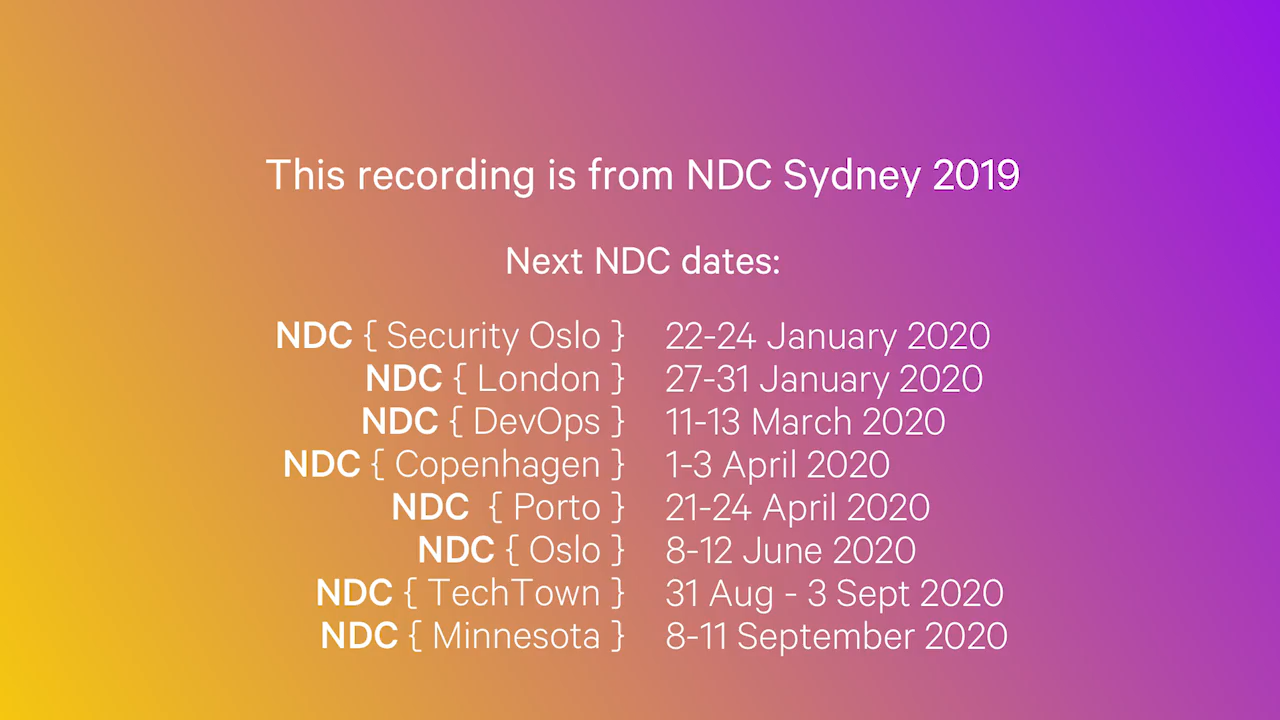 This recording is from NDC Sydney 2019
Next NDC dates:
NDC { Security Oslo } 22-24 January 2020
NDC { London } 27-31 January 2020
NDC { DevOps } 11-13 March 2020
NDC { Copenhagen } 1-3 April 2020
NDC { Porto } 21-24 April 2020
NDC { Oslo } 8-12 June 2020
NDC { TechTown } 31 Aug - 3 Sept 2020
NDC { Minnesota } 8-11 September 2020